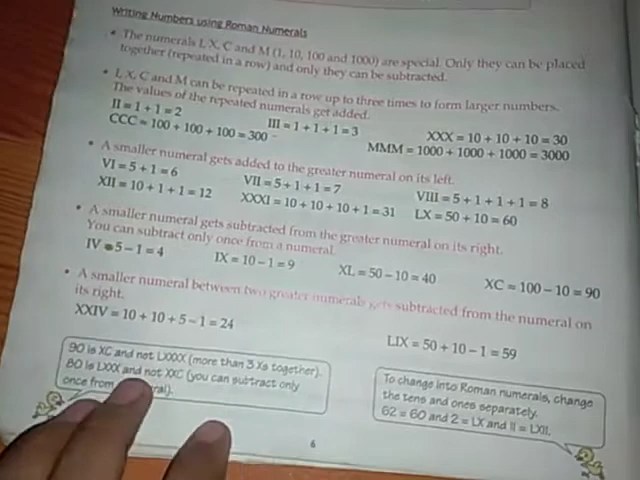 Writing Numbers using Roman Numerals
• The numerals I, X, C and M (1, 10, 100 and 1000) are special. Only they can be placed
together (repeated in a row) and only they can be subtracted.
• I, X, C and M can be repeated in a row up to three times to form larger numbers.
The values of the repeated numerals get added.
II = 1 + 1 = 2 III = 1 + 1 + 1 = 3 XXX = 10 + 10 + 10 = 30
CCC = 100 + 100 + 100 = 300 MMM = 1000 + 1000 + 1000 = 3000
• A smaller numeral gets added to the greater numeral on its left.
VI = 5 + 1 = 6 VII = 5 + 1 + 1 = 7 VIII = 5 + 1 + 1 + 1 = 8
XII = 10 + 1 + 1 = 12 XXXI = 10 + 10 + 10 + 1 = 31 LX = 50 + 10 = 60
• A smaller numeral gets subtracted from the greater numeral on its right.
You can subtract only once from a numeral.
IV = 5 − 1 = 4 IX = 10 − 1 = 9 XL = 50 − 10 = 40 XC = 100 − 10 = 90
• A smaller numeral between two greater numerals gets subtracted from the numeral on
its right.
XXIV = 10 + 10 + 5 − 1 = 24 LIX = 50 + 10 − 1 = 59
90 is XC and not LXXXX (more than 3 Xs together).
80 is LXXX and not XXC (you can subtract only
once from ral).
To change into Roman numerals, change
the tens and ones separately.
62 = 60 and 2 = LX and II = LXII.
6